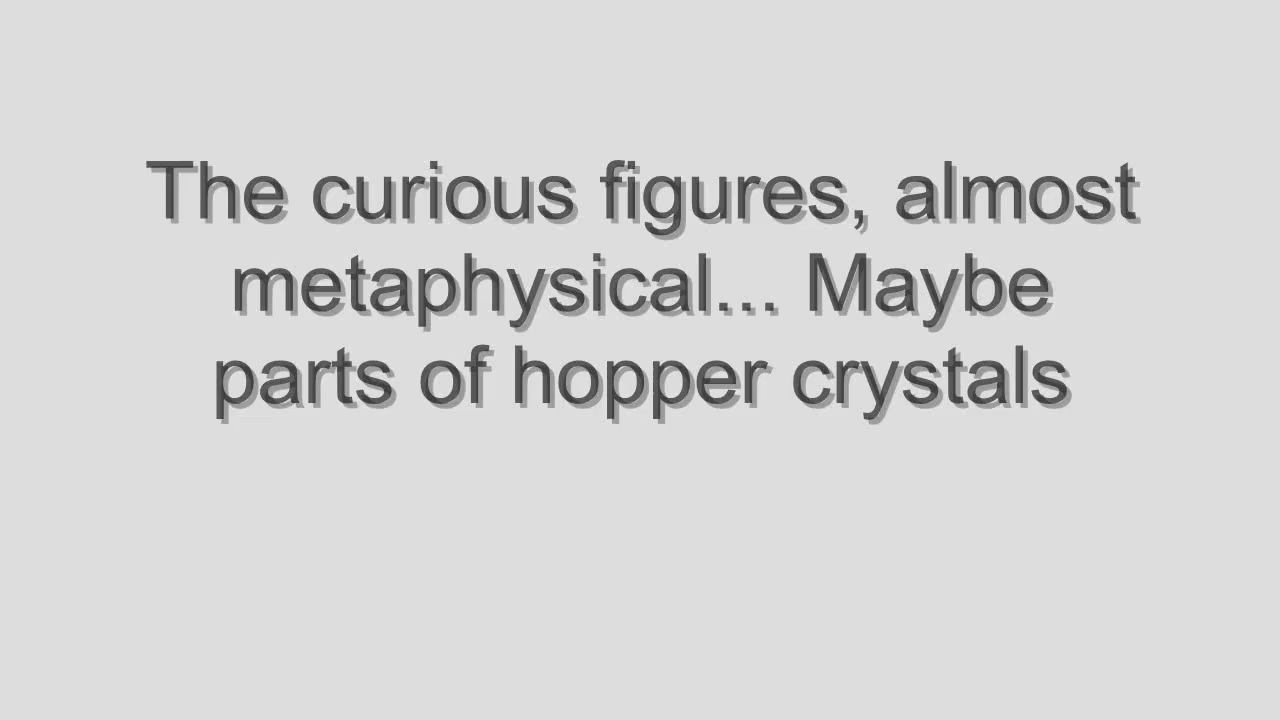 The curious figures, almost
metaphysical... Maybe
parts of hopper crystals